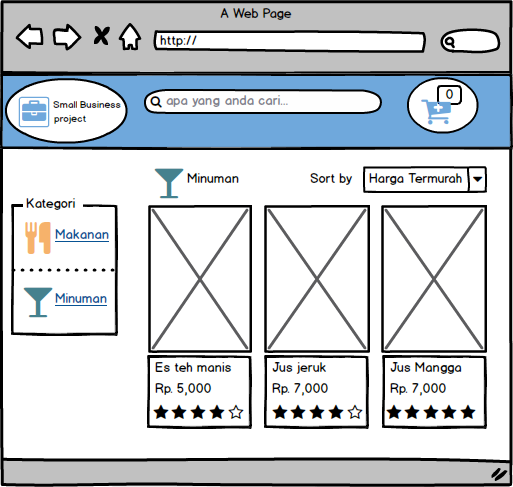 A Web Page
http://
Small Business
project
apa yang anda cari...
0
Minuman
Sort by
Harga Termurah
Kategori
Makanan
Minuman
Es teh manis
Rp. 5,000
Jus jeruk
Rp. 7,000
Jus Mangga
Rp. 7,000